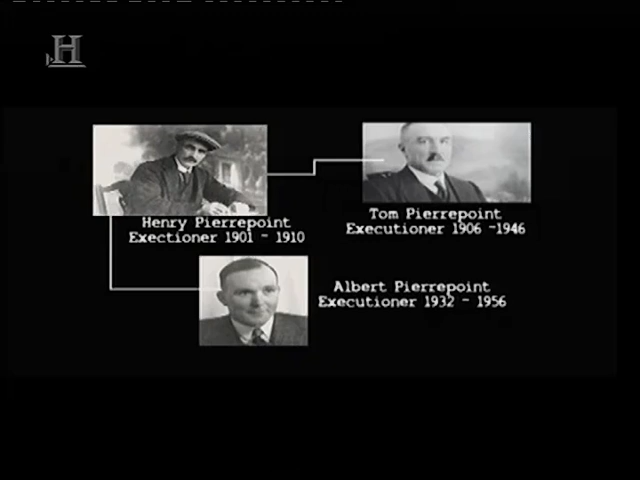 H
Henry Pierrepoint
Exectioner 1901 - 1910
Tom Pierrepoint
Executioner 1906 -1946
Albert Pierrepoint
Executioner 1932 - 1956